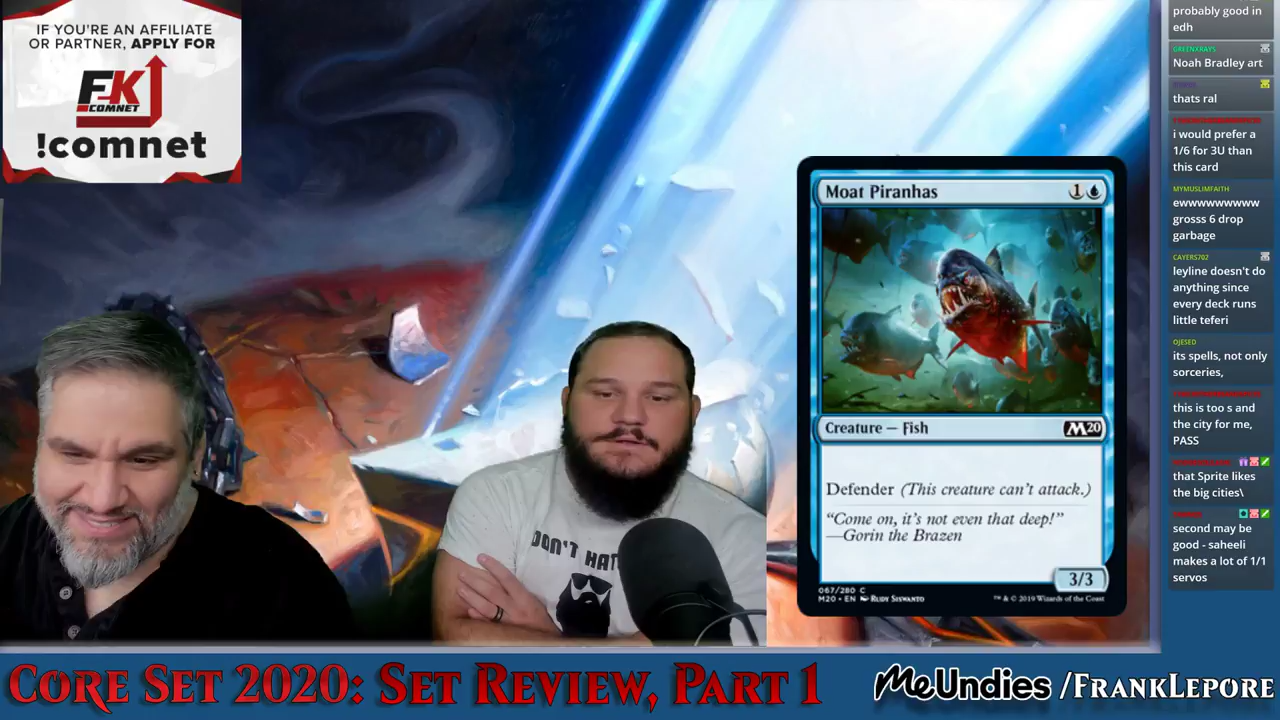 IF YOU'RE AN AFFILIATE
OR PARTNER, APPLY FOR
F2K
COMNET
!comnet
Moat Piranhas
1
Creature — Fish
M20
Defender (This creature can't attack.)
"Come on, it's not even that deep!"
—Gorin the Brazen
3/3
067/280 C
M20 • EN Rudy Siswanto
™ & © 2019 Wizards of the Coast
DON'T HAT
probably good in
edh
GREENXRAYS
Noah Bradley art
thats ral
i would prefer a
1/6 for 3U than
this card
MYMUSLIMFAITH
ewwwwwwwww
grosss 6 drop
garbage
CAYERS702
leyline doesn't do
anything since
every deck runs
little teferi
OJESED
its spells, not only
sorceries,
this is too s and
the city for me,
PASS
that Sprite likes
the big cities\
second may be
good - saheeli
makes a lot of 1/1
servos
Core Set 2020: Set Review, Part 1
MeUndies /FrankLepore